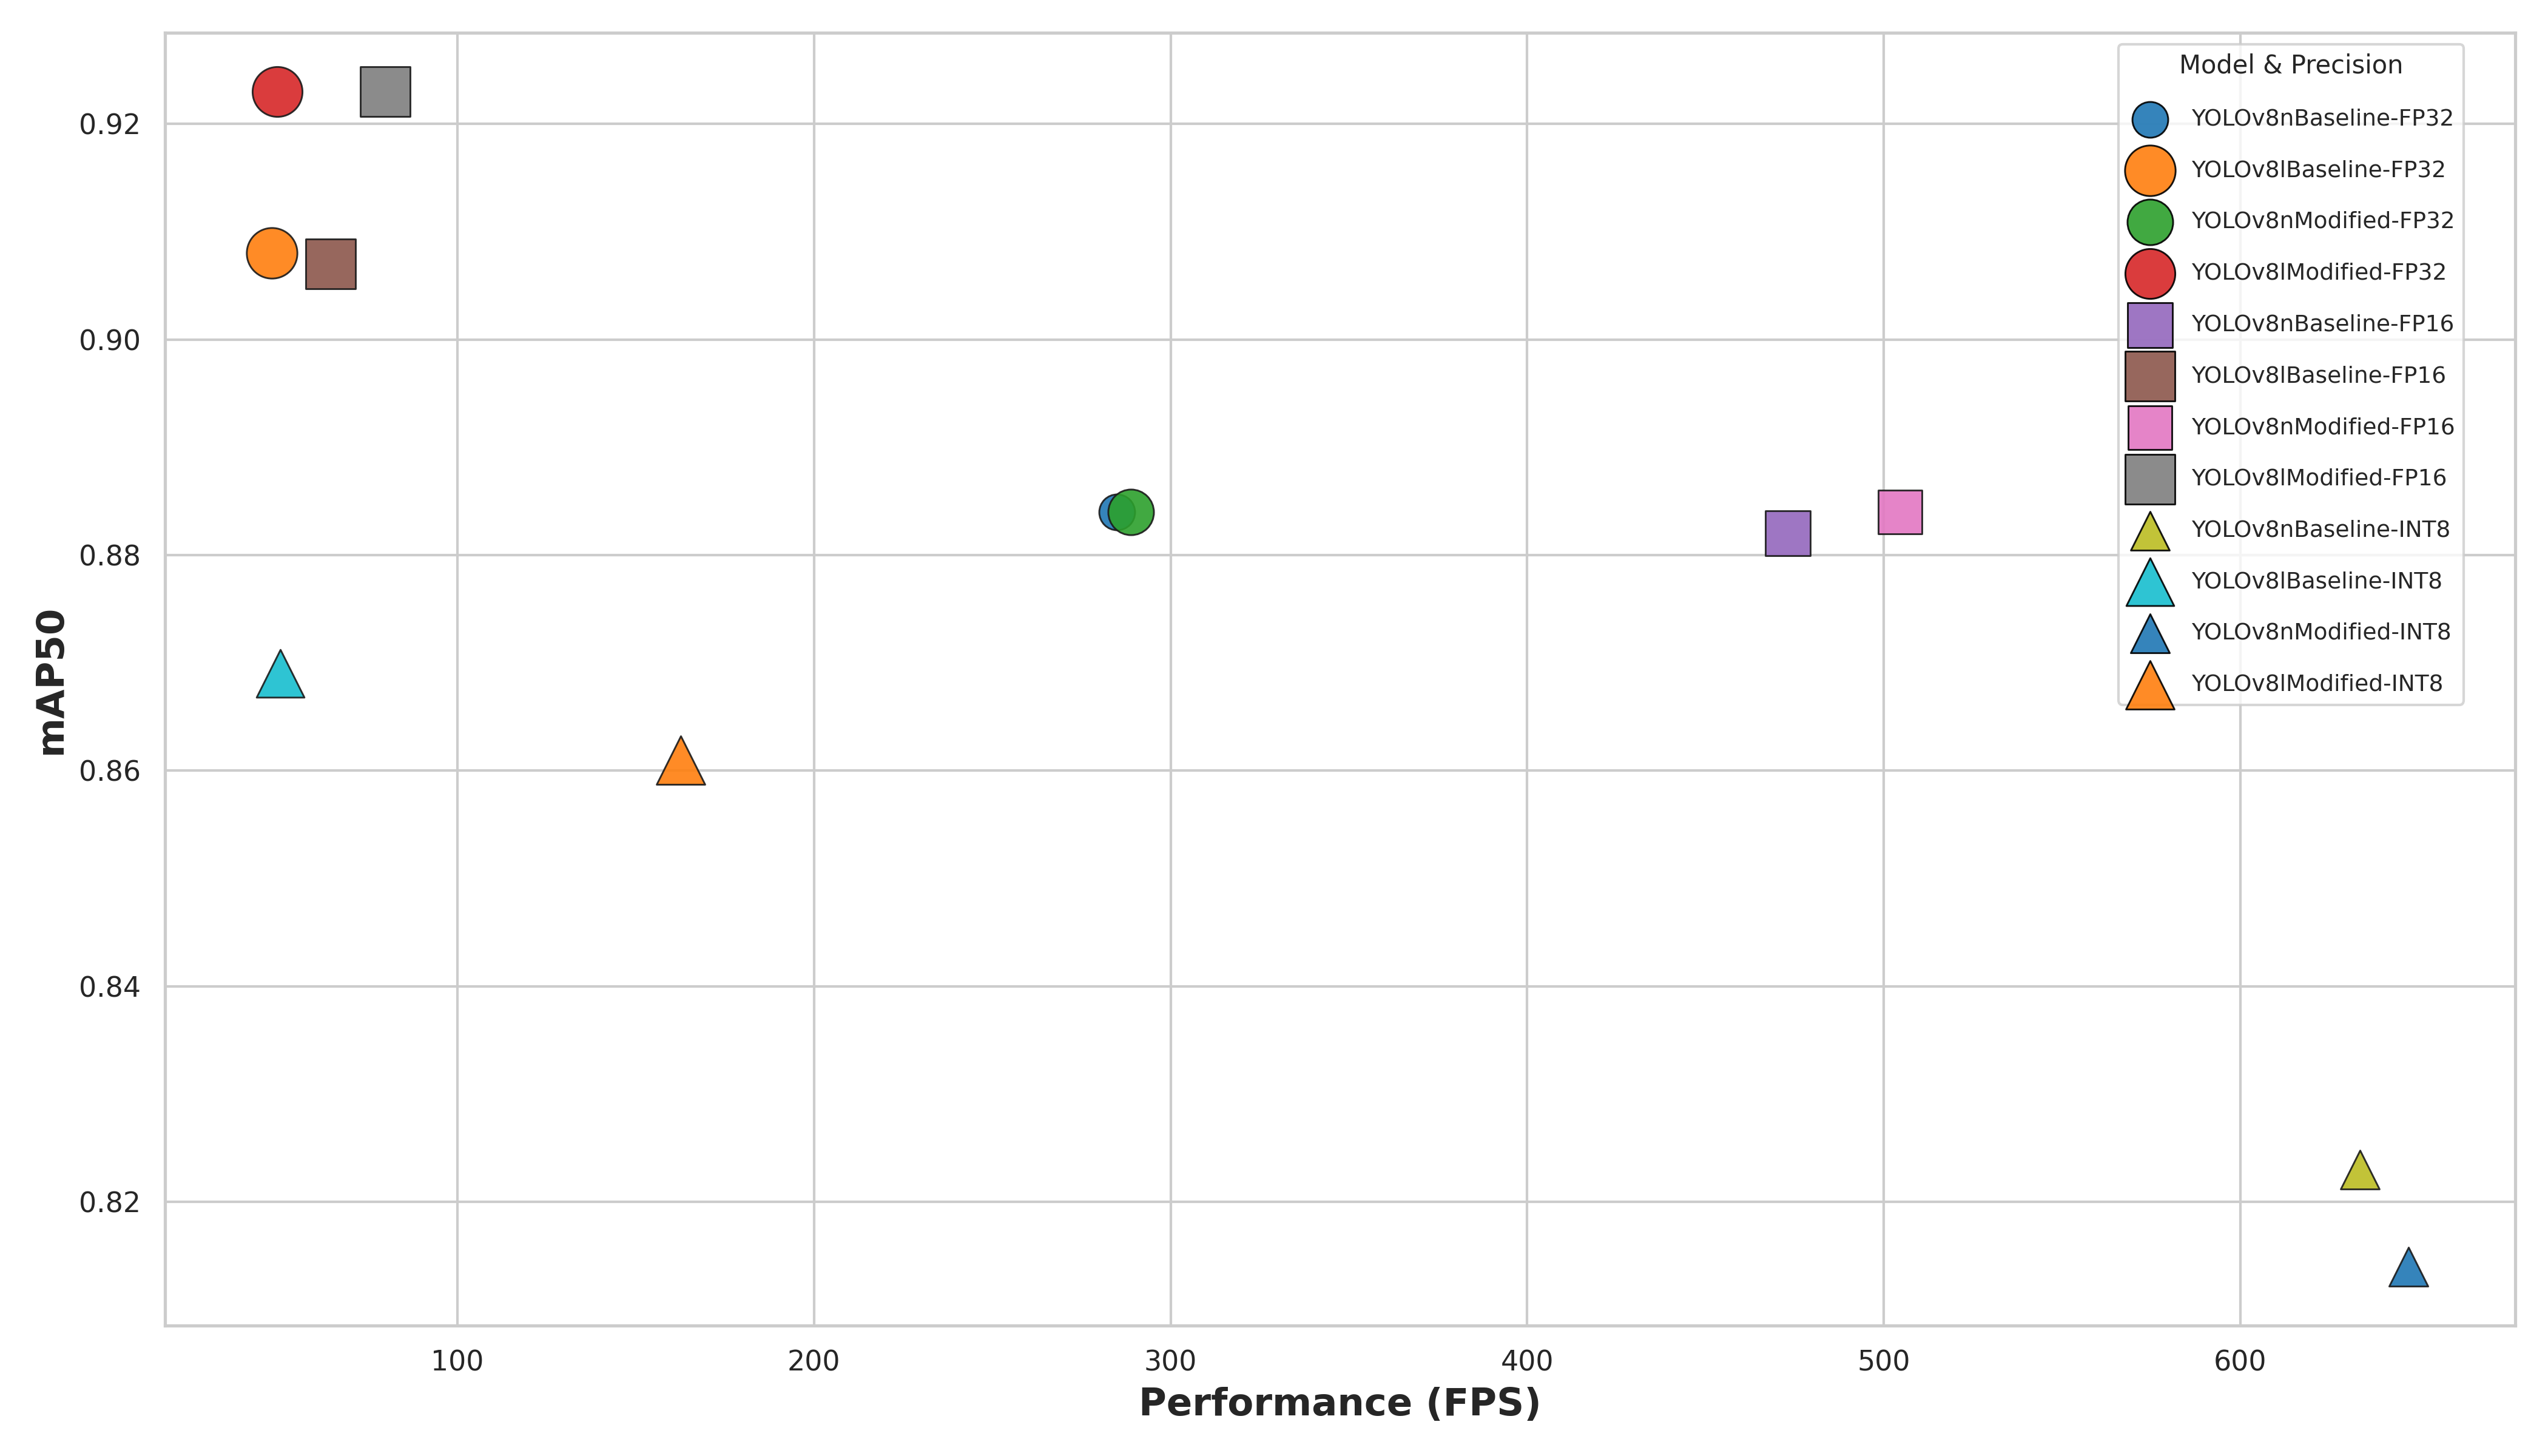 Model & Precision
YOLOv8nBaseline-FP32
YOLOv8lBaseline-FP32
YOLOv8nModified-FP32
YOLOv8lModified-FP32
YOLOv8nBaseline-FP16
YOLOv8lBaseline-FP16
YOLOv8nModified-FP16
YOLOv8lModified-FP16
YOLOv8nBaseline-INT8
YOLOv8lBaseline-INT8
YOLOv8nModified-INT8
YOLOv8lModified-INT8
mAP50
0.92
0.90
0.88
0.86
0.84
0.82
100 200 300 400 500 600
Performance (FPS)